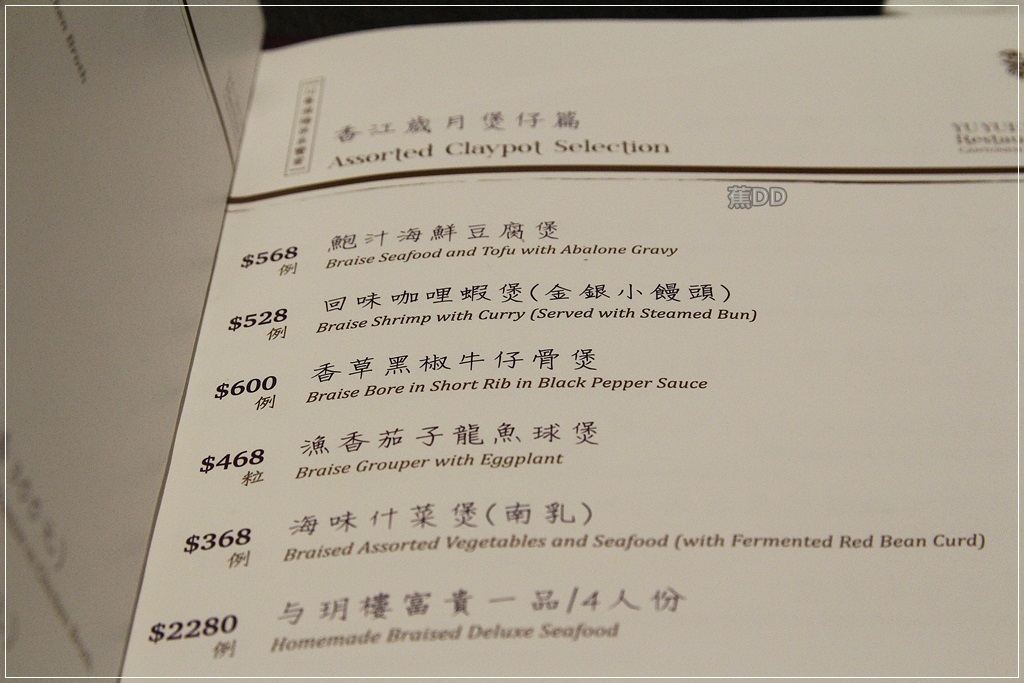 香江歲月煲仔篇
Assorted Claypot Selection
YU YUE
Restau
蕉DD
$568 鮑汁海鮮豆腐煲
例 Braise Seafood and Tofu with Abalone Gravy
$528 回味咖哩蝦煲(金銀小饅頭)
例 Braise Shrimp with Curry (Served with Steamed Bun)
$600 香草黑椒牛仔骨煲
例 Braise Bore in Short Rib in Black Pepper Sauce
$468 漁香茄子龍魚球煲
粒 Braise Grouper with Eggplant
$368 海味什菜煲(南乳)
例 Braised Assorted Vegetables and Seafood (with Fermented Red Bean Curd)
$2280 与玥樓富貴一品/4人份
例 Homemade Braised Deluxe Seafood